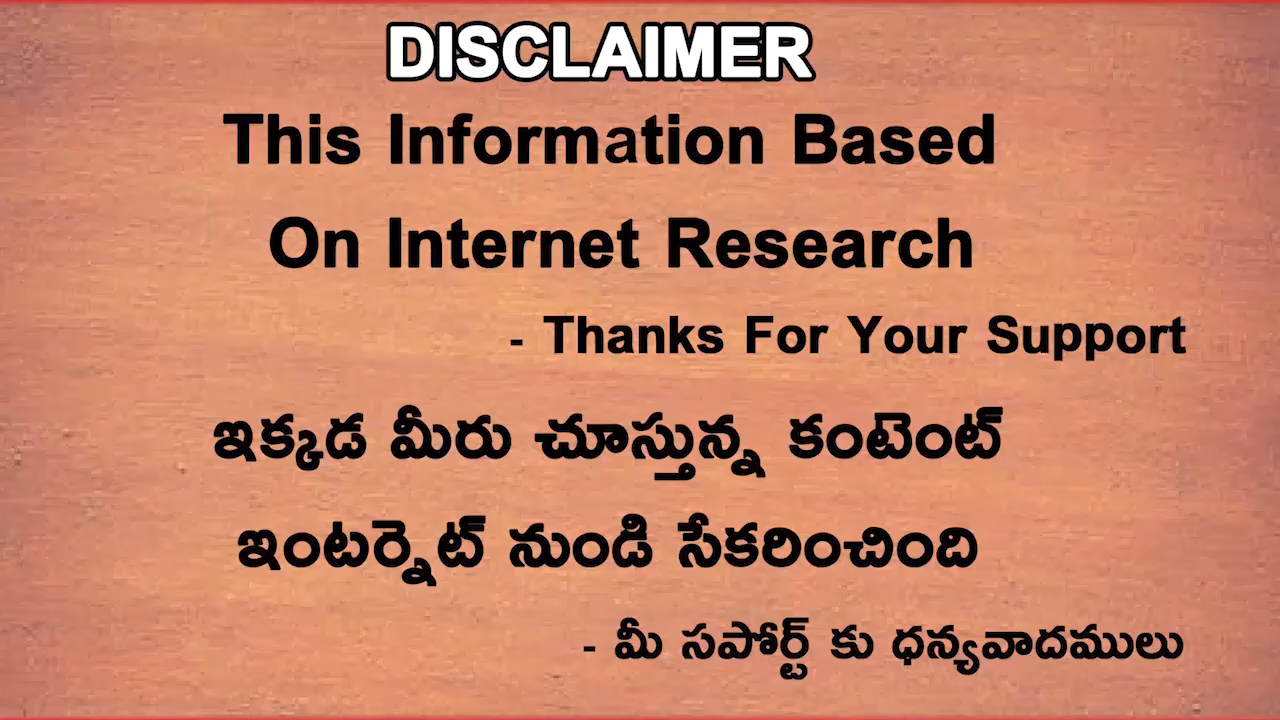 DISCLAIMER
This Information Based
On Internet Research
- Thanks For Your Support
ఇక్కడ మీరు చూస్తున్న కంటెంట్
ఇంటర్నెట్ నుండి సేకరించింది
- మీ సపోర్ట్ కు ధన్యవాదములు